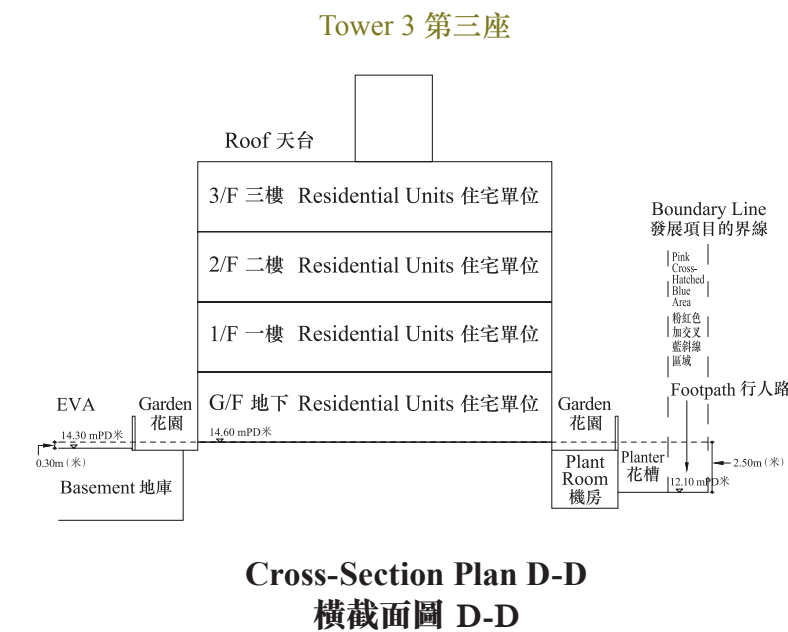 Tower 3 第三座
Roof 天台
3/F 三樓 Residential Units 住宅單位
2/F 二樓 Residential Units 住宅單位
1/F 一樓 Residential Units 住宅單位
G/F 地下 Residential Units 住宅單位
14.60 mPD米
EVA
14.30 mPD米
0.30m (米)
Garden
花園
Basement 地庫
Garden
花園
Plant
Room
機房
Planter
花槽
Boundary Line
發展項目的界線
Pink
Cross-
Hatched
Blue
Area
粉紅色
加交叉
藍斜線
區域
Footpath 行人路
12.10 mPD米
2.50m (米)
Cross-Section Plan D-D
橫截面圖 D-D